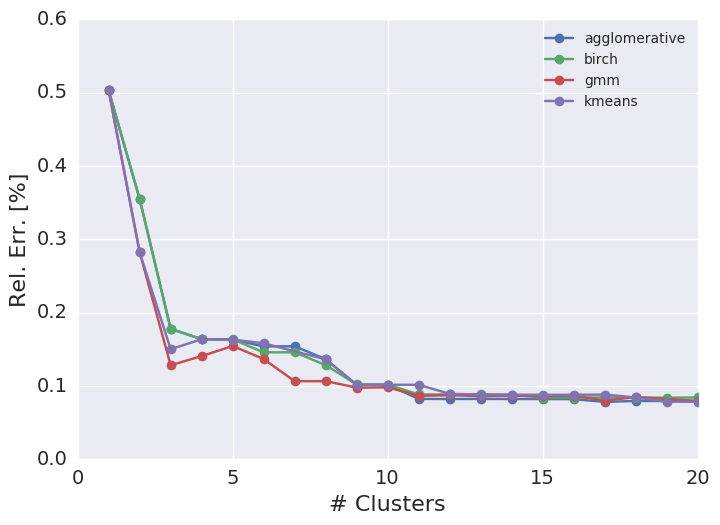 0.6
0.5
0.4
0.3
0.2
0.1
0.0
Rel. Err. [%]
agglomerative
birch
gmm
kmeans
0 5 10 15 20
# Clusters